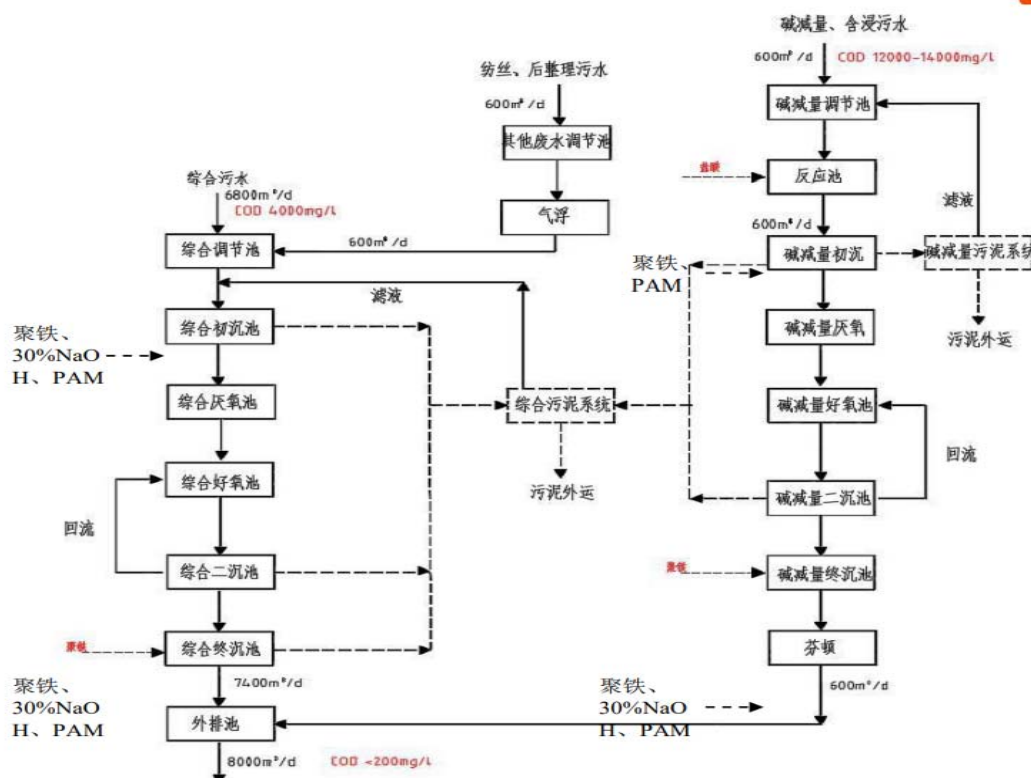 碱减量、含浸污水
600m³/d
COD 12000-14000mg/l
纺丝、后整理污水
600m³/d
碱减量调节池
其他废水调节池
盐酸
反应池
滤液
综合污水
6800m³/d
COD 4000mg/l
气浮
600m³/d
600m³/d
综合调节池
碱减量初沉
碱减量污泥系统
聚铁、
PAM
滤液
综合初沉池
碱减量厌氧
污泥外运
聚铁、
30%NaO
H、PAM
综合厌氧池
综合污泥系统
碱减量好氧池
回流
综合好氧池
污泥外运
碱减量二沉池
回流
综合二沉池
碱减量终沉池
综合终沉池
芬顿
7400m³/d
600m³/d
聚铁、
30%NaO
H、PAM
聚铁、
30%NaO
H、PAM
外排池
8000m³/d
COD <200mg/l